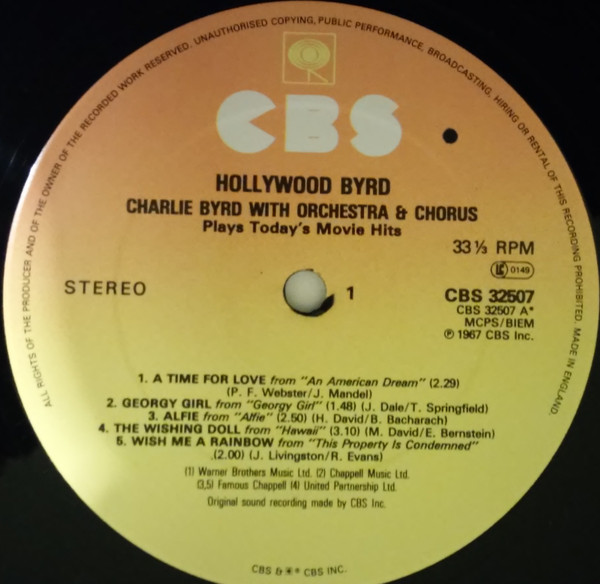 ALL RIGHTS OF THE PRODUCER AND OF THE OWNER OF THE RECORDED WORK RESERVED. UNAUTHORISED COPYING, PUBLIC PERFORMANCE, BROADCASTING, HIRING OR RENTAL OF THIS RECORDING PROHIBITED. MADE IN ENGLAND.
CBS
HOLLYWOOD BYRD
CHARLIE BYRD WITH ORCHESTRA & CHORUS
Plays Today's Movie Hits
33⅓ RPM
LC 0149
STEREO
1
CBS 32507
CBS 32507 A*
MCPS/BIEM
℗ 1967 CBS Inc.
1. A TIME FOR LOVE from "An American Dream" (2.29)
(P. F. Webster/J. Mandel)
2. GEORGY GIRL from "Georgy Girl" (1.48) (J. Dale/T. Springfield)
3. ALFIE from "Alfie" (2.50) (H. David/B. Bacharach)
4. THE WISHING DOLL from "Hawaii" (3.10) (M. David/E. Bernstein)
5. WISH ME A RAINBOW from "This Property Is Condemned"
.(2.00) (J. Livingston/R. Evans)
(1) Warner Brothers Music Ltd. (2) Chappell Music Ltd.
(3,5) Famous Chappell (4) United Partnership Ltd.
Original sound recording made by CBS Inc.
CBS & ✳® CBS INC.